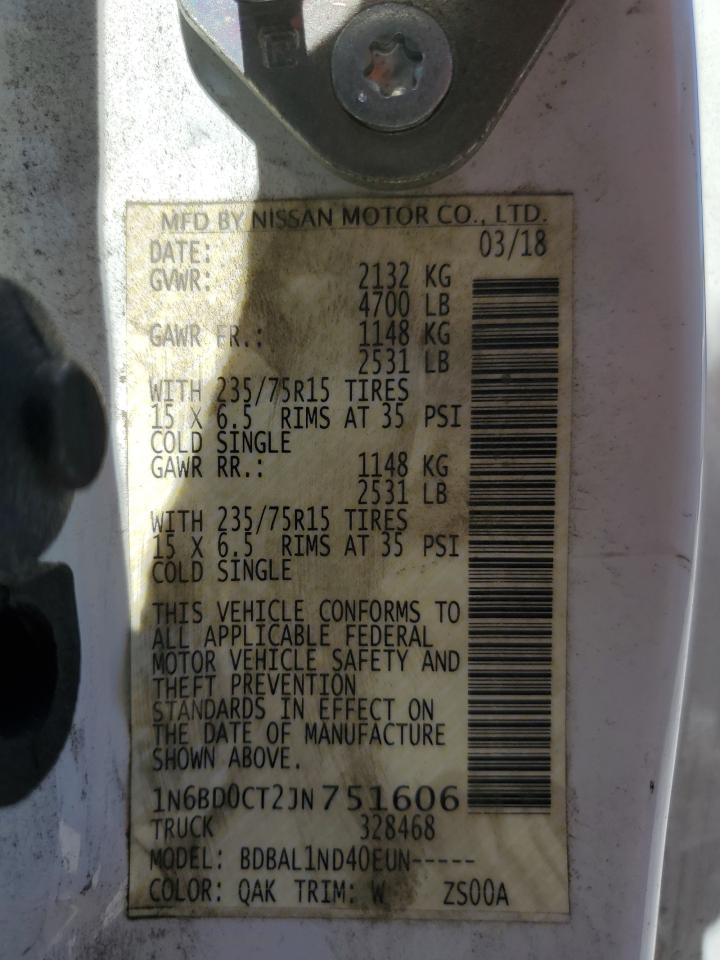 MFD BY NISSAN MOTOR CO., LTD.
DATE: 03/18
GVWR: 2132 KG
4700 LB
GAWR FR.: 1148 KG
2531 LB
WITH 235/75R15 TIRES
15 X 6.5 RIMS AT 35 PSI
COLD SINGLE
GAWR RR.: 1148 KG
2531 LB
WITH 235/75R15 TIRES
15 X 6.5 RIMS AT 35 PSI
COLD SINGLE
THIS VEHICLE CONFORMS TO
ALL APPLICABLE FEDERAL
MOTOR VEHICLE SAFETY AND
THEFT PREVENTION
STANDARDS IN EFFECT ON
THE DATE OF MANUFACTURE
SHOWN ABOVE.
1N6BD0CT2JN751606
TRUCK 328468
MODEL: BDBAL1ND40EUN-----
COLOR: QAK TRIM: W ZS00A